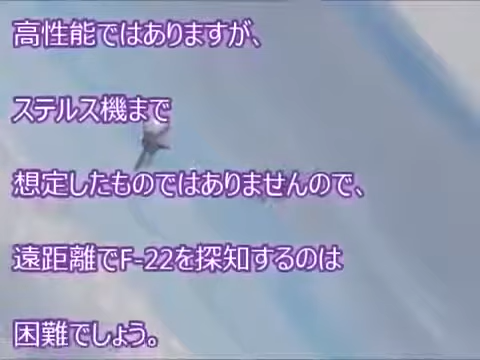 高性能ではありますが、
ステルス機まで
想定したものではありませんので、
遠距離でF-22を探知するのは
困難でしょう。